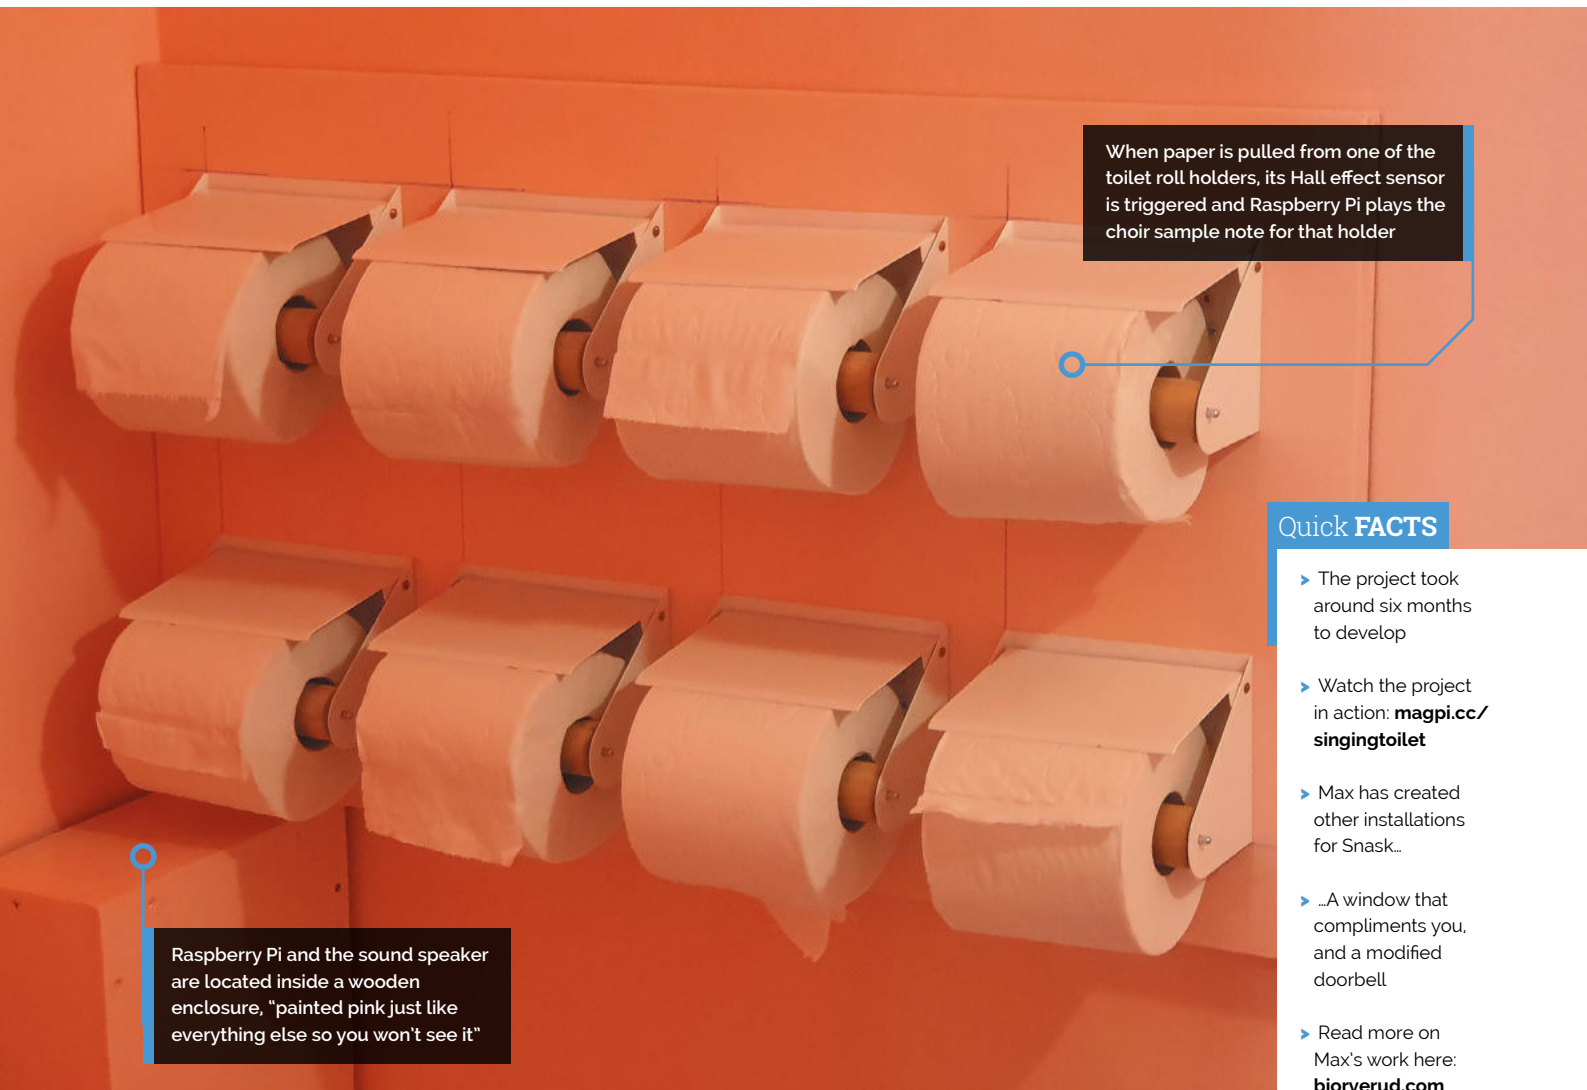 When paper is pulled from one of the
toilet roll holders, its Hall effect sensor
is triggered and Raspberry Pi plays the
choir sample note for that holder
Quick FACTS
> The project took
around six months
to develop
> Watch the project
in action: magpi.cc/
singingtoilet
> Max has created
other installations
for Snask…
> …A window that
compliments you,
and a modified
doorbell
> Read more on
Max's work here:
bjorverud.com
Raspberry Pi and the sound speaker
are located inside a wooden
enclosure, “painted pink just like
everything else so you won't see it”